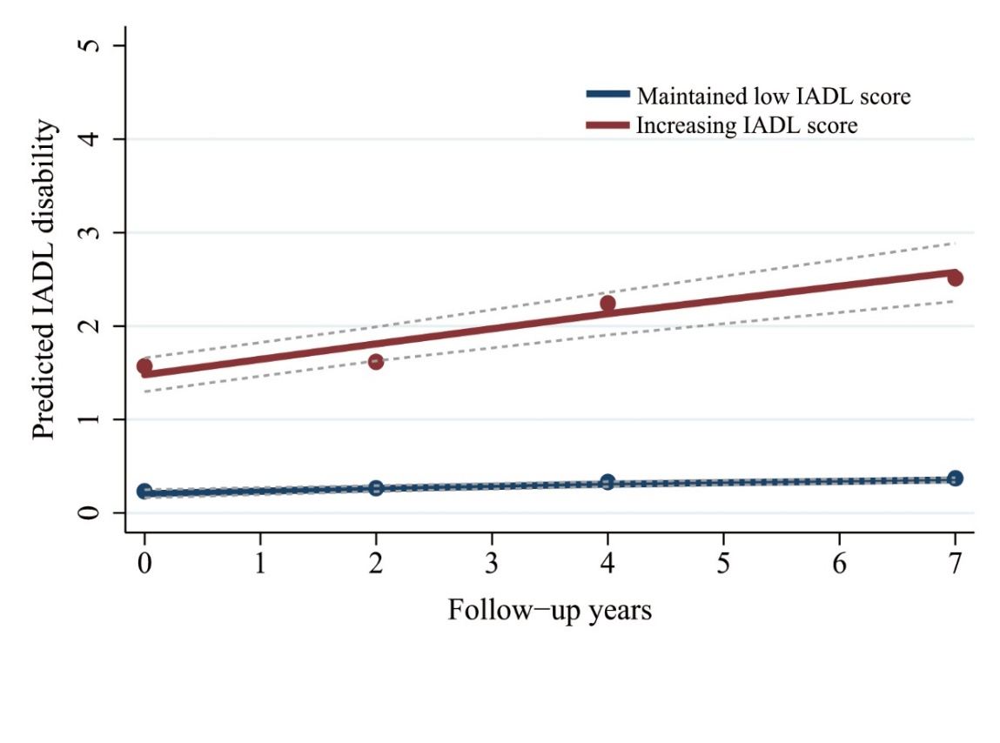 Predicted IADL disability
5
4
3
2
1
0
Maintained low IADL score
Increasing IADL score
0 1 2 3 4 5 6 7
Follow−up years